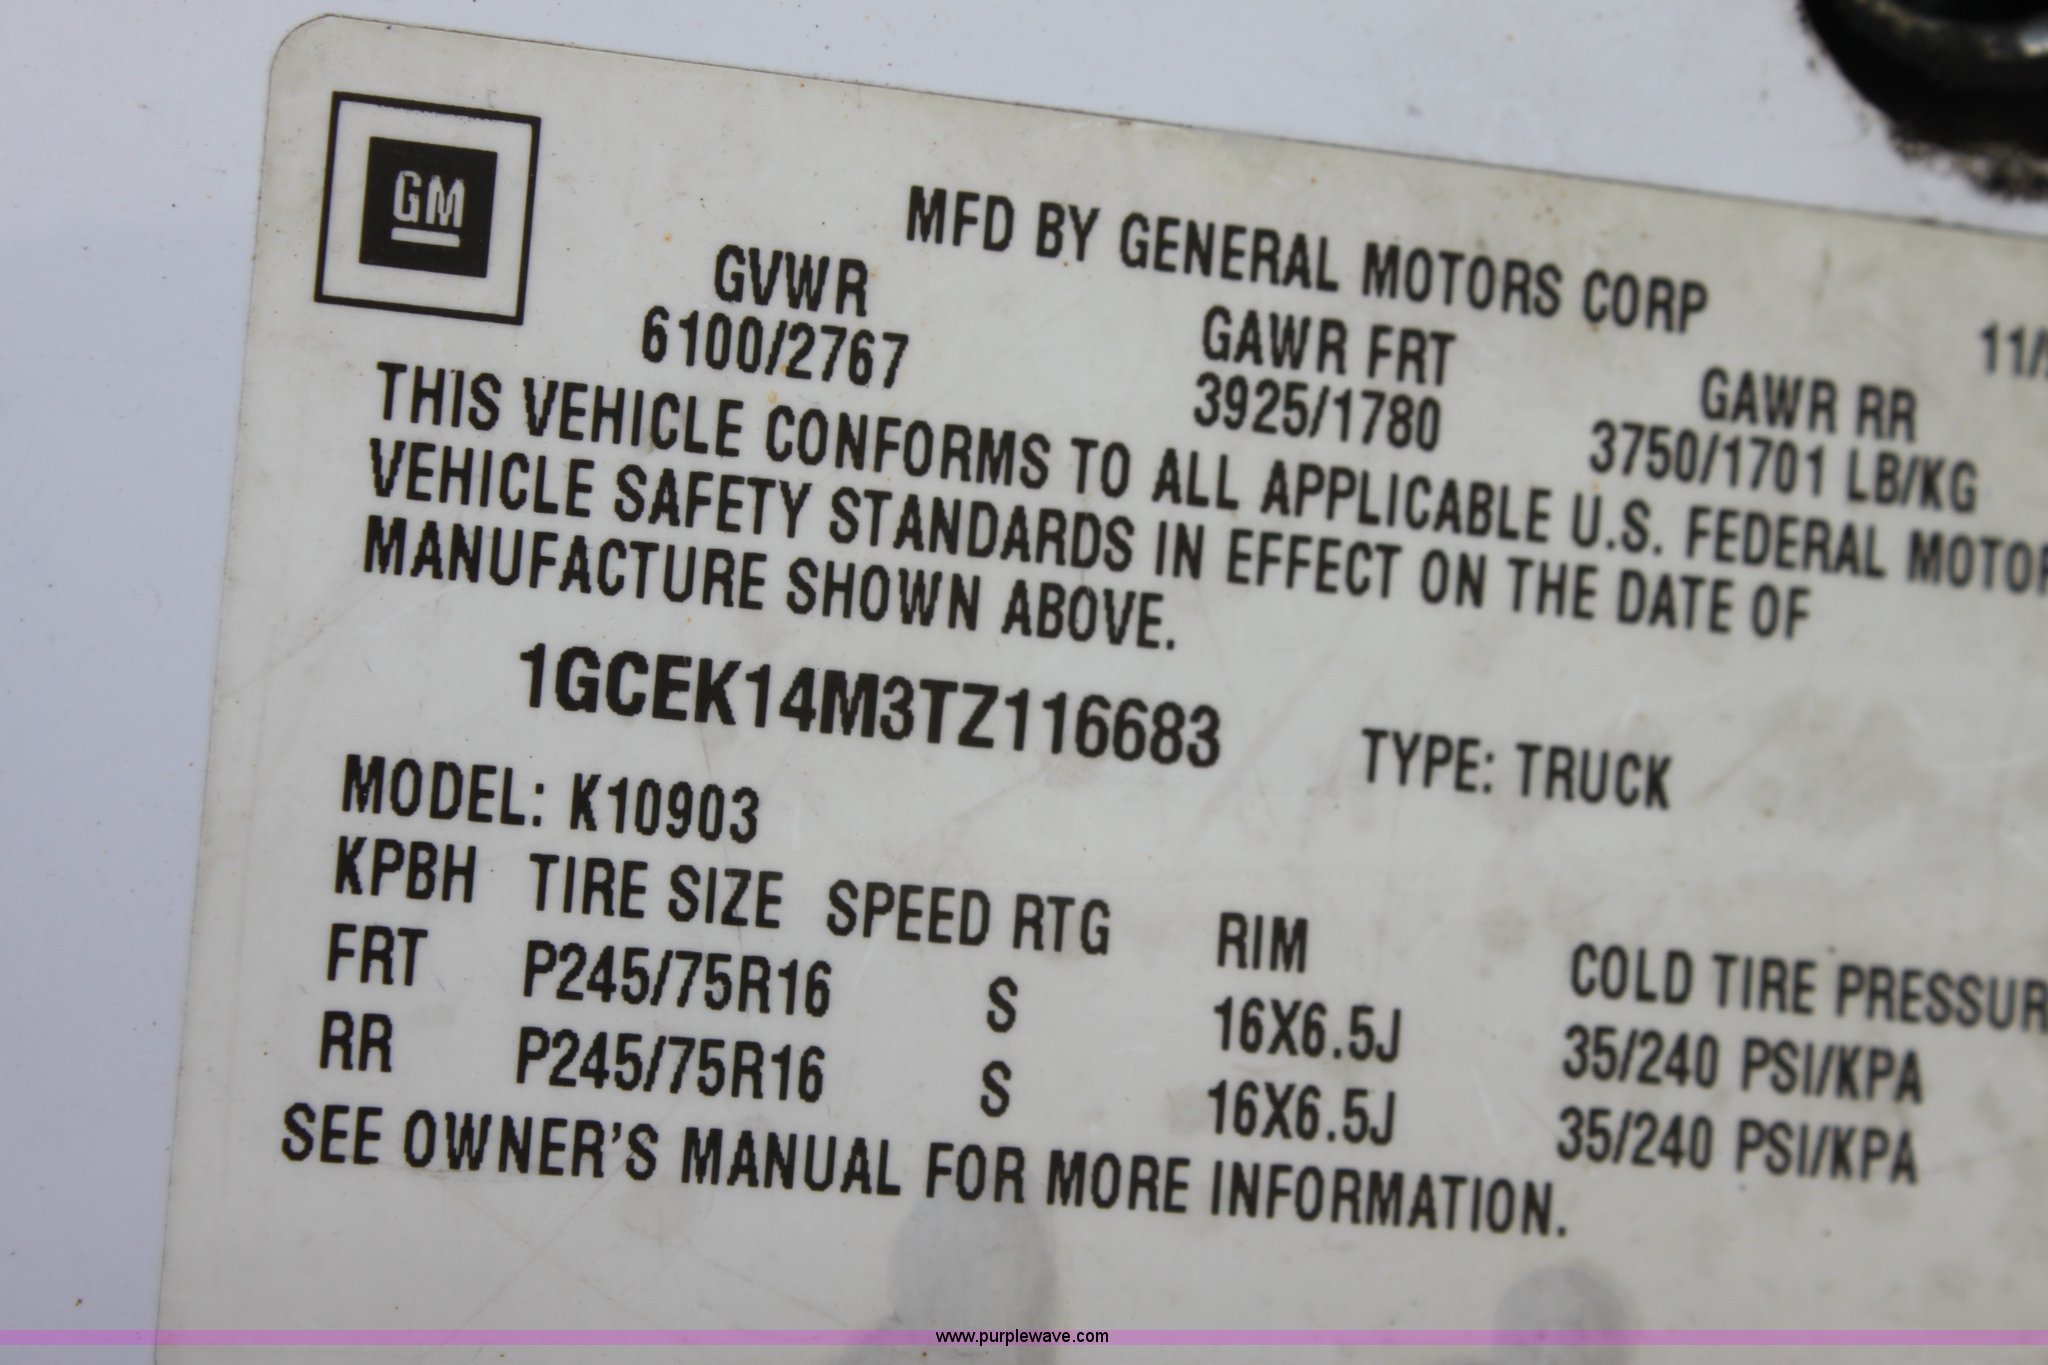 GM
MFD BY GENERAL MOTORS CORP 11/
GVWR GAWR FRT GAWR RR
6100/2767 3925/1780 3750/1701 LB/KG
THIS VEHICLE CONFORMS TO ALL APPLICABLE U.S. FEDERAL MOTOR
VEHICLE SAFETY STANDARDS IN EFFECT ON THE DATE OF
MANUFACTURE SHOWN ABOVE.
1GCEK14M3TZ116683 TYPE: TRUCK
MODEL: K10903
KPBH TIRE SIZE SPEED RTG RIM COLD TIRE PRESSUR
FRT P245/75R16 S 16X6.5J 35/240 PSI/KPA
RR P245/75R16 S 16X6.5J 35/240 PSI/KPA
SEE OWNER'S MANUAL FOR MORE INFORMATION.
www.purplewave.com